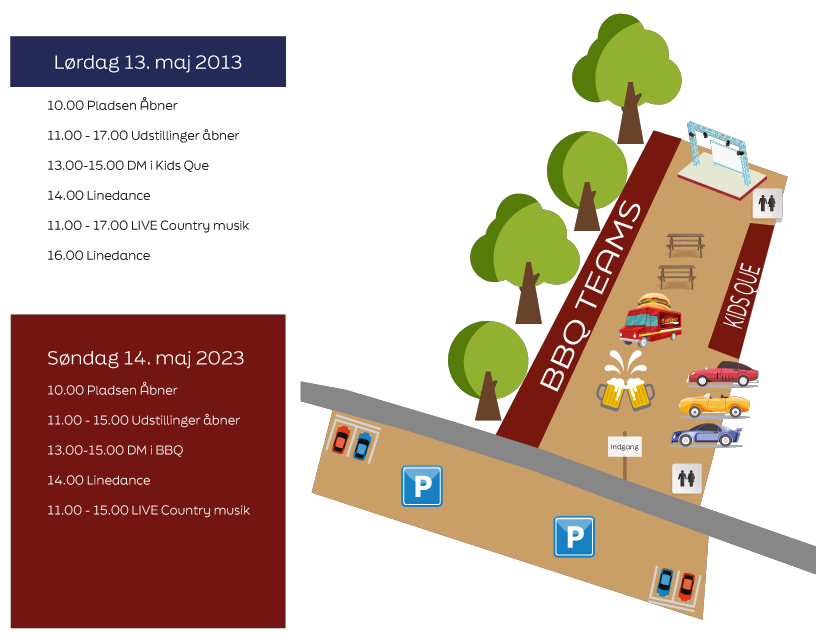 Lørdag 13. maj 2013
10.00 Pladsen Åbner
11.00 - 17.00 Udstillinger åbner
13.00-15.00 DM i Kids Que
14.00 Linedance
11.00 - 17.00 LIVE Country musik
16.00 Linedance
Søndag 14. maj 2023
10.00 Pladsen Åbner
11.00 - 15.00 Udstillinger åbner
13.00-15.00 DM i BBQ
14.00 Linedance
11.00 - 15.00 LIVE Country musik
BBQ TEAMS
KIDS QUE
Indgang
P
P